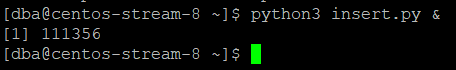 [dba@centos-stream-8 ~]$ python3 insert.py &
[1] 111356
[dba@centos-stream-8 ~]$